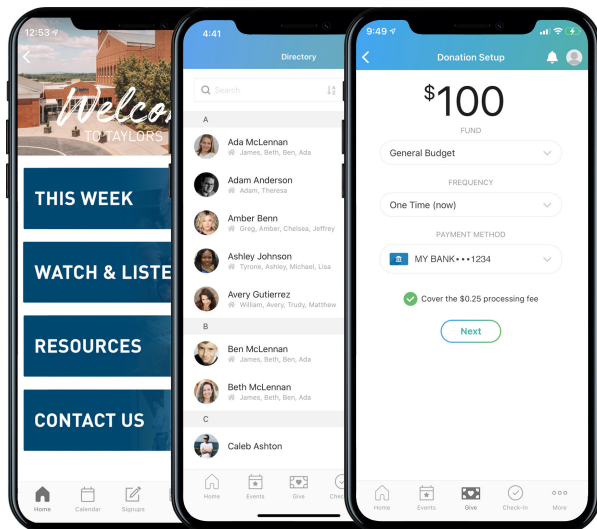 12:53
Welco
TO TAYLORS
THIS WEEK
WATCH & LISTE
RESOURCES
CONTACT US
Home
Calendar
Signups
4:41
Directory
Search
A
Ada McLennan
James, Beth, Ben, Ada
Adam Anderson
Adam, Theresa
Amber Benn
Greg, Amber, Chelsea, Jeffrey
Ashley Johnson
Tyrone, Ashley, Michael, Lisa
Avery Gutierrez
William, Avery, Trudy, Matthew
B
Ben McLennan
James, Beth, Ben, Ada
Beth McLennan
James, Beth, Ben, Ada
C
Caleb Ashton
Home
Events
Give
Chec
9:49
Donation Setup
$100
FUND
General Budget
FREQUENCY
One Time (now)
PAYMENT METHOD
MY BANK•••1234
Cover the $0.25 processing fee
Next
Home
Events
Give
Check-In
More